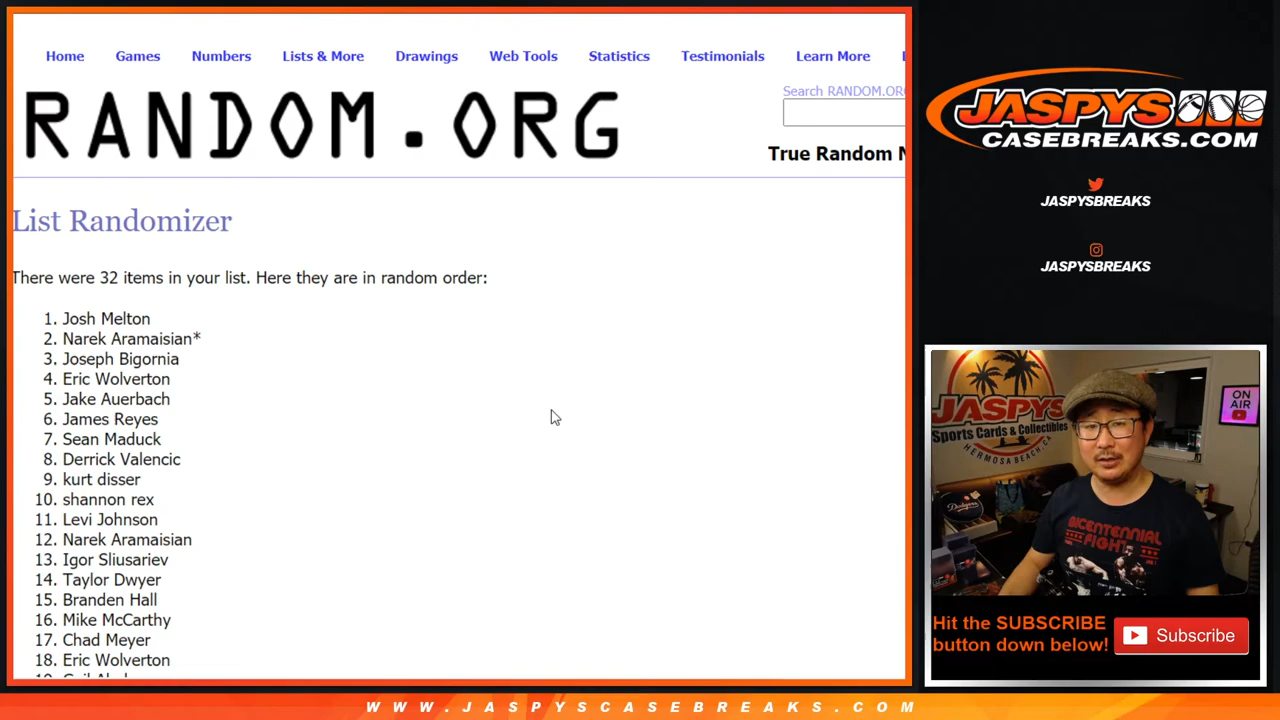 Home Games Numbers Lists & More Drawings Web Tools Statistics Testimonials Learn More
Search RANDOM.ORG
RANDOM.ORG
True Random
List Randomizer
There were 32 items in your list. Here they are in random order:
1. Josh Melton
2. Narek Aramaisian*
3. Joseph Bigornia
4. Eric Wolverton
5. Jake Auerbach
6. James Reyes
7. Sean Maduck
8. Derrick Valencic
9. kurt disser
10. shannon rex
11. Levi Johnson
12. Narek Aramaisian
13. Igor Sliusariev
14. Taylor Dwyer
15. Branden Hall
16. Mike McCarthy
17. Chad Meyer
18. Eric Wolverton
JASPYS
CASEBREAKS.COM
JASPYSBREAKS
JASPYSBREAKS
JASPYS
Sports Cards & Collectibles
HERMOSA BEACH, CA
ON
AIR
Dodgers
BICENTENNIAL
FIGHT
Hit the SUBSCRIBE
button down below!
Subscribe
WWW.JASPYSCASEBREAKS.COM